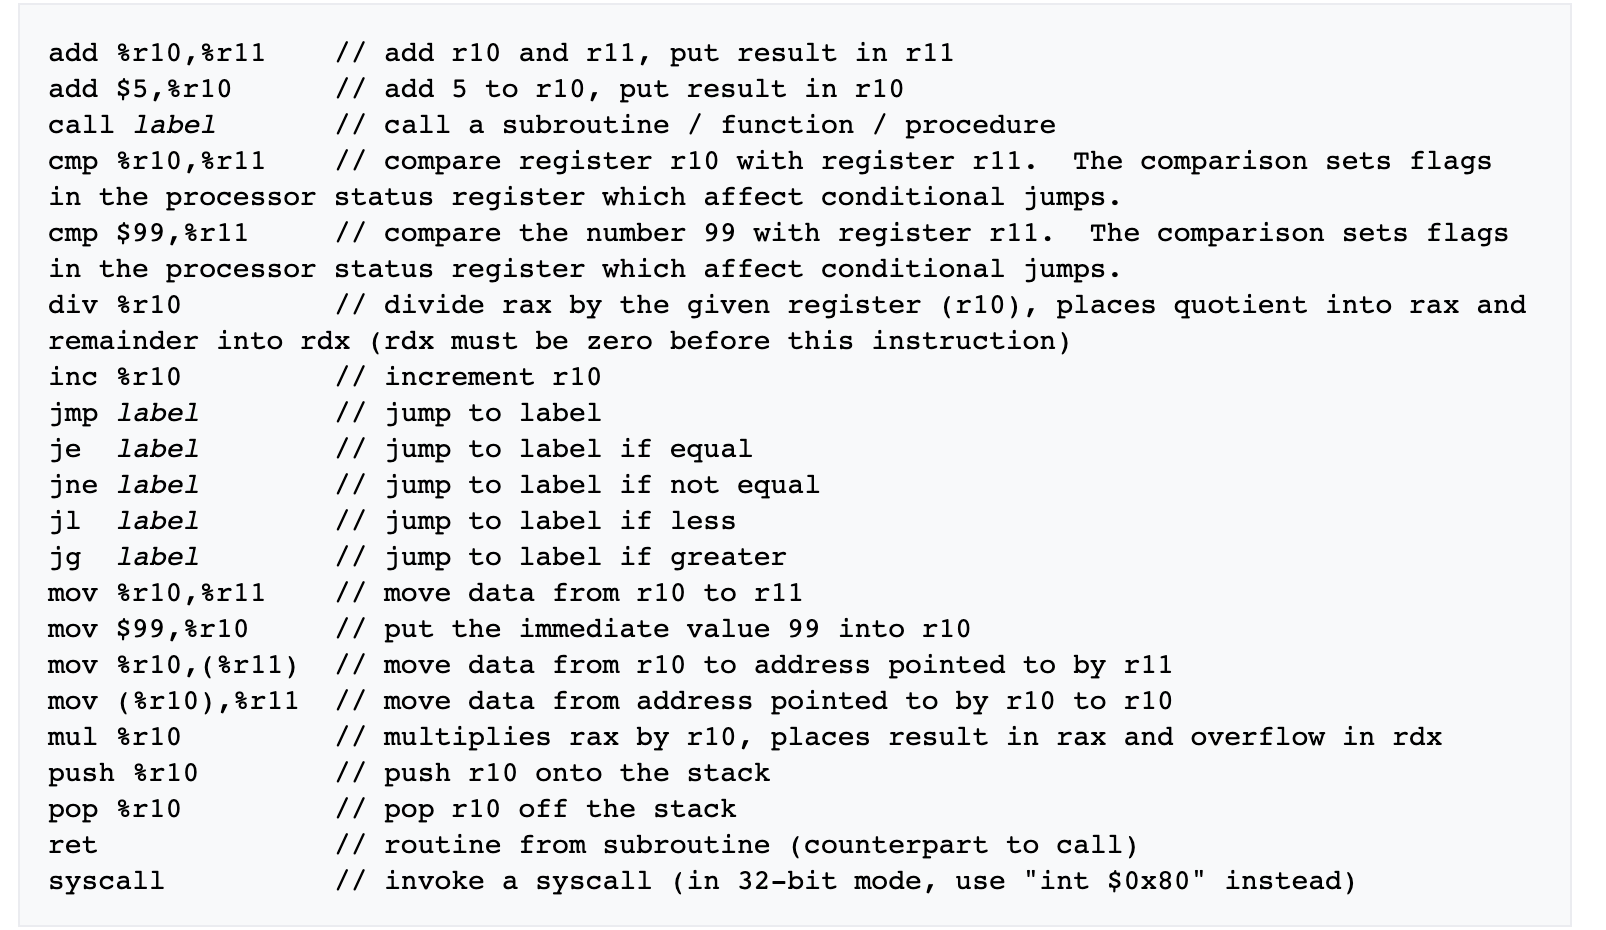 add %r10,%r11    // add r10 and r11, put result in r11
add $5,%r10      // add 5 to r10, put result in r10
call label       // call a subroutine / function / procedure
cmp %r10,%r11    // compare register r10 with register r11.  The comparison sets flags
in the processor status register which affect conditional jumps.
cmp $99,%r11     // compare the number 99 with register r11.  The comparison sets flags
in the processor status register which affect conditional jumps.
div %r10         // divide rax by the given register (r10), places quotient into rax and
remainder into rdx (rdx must be zero before this instruction)
inc %r10         // increment r10
jmp label        // jump to label
je  label        // jump to label if equal
jne label        // jump to label if not equal
jl  label        // jump to label if less
jg  label        // jump to label if greater
mov %r10,%r11    // move data from r10 to r11
mov $99,%r10     // put the immediate value 99 into r10
mov %r10,(%r11)  // move data from r10 to address pointed to by r11
mov (%r10),%r11  // move data from address pointed to by r10 to r10
mul %r10         // multiplies rax by r10, places result in rax and overflow in rdx
push %r10        // push r10 onto the stack
pop %r10         // pop r10 off the stack
ret              // routine from subroutine (counterpart to call)
syscall          // invoke a syscall (in 32-bit mode, use "int $0x80" instead)